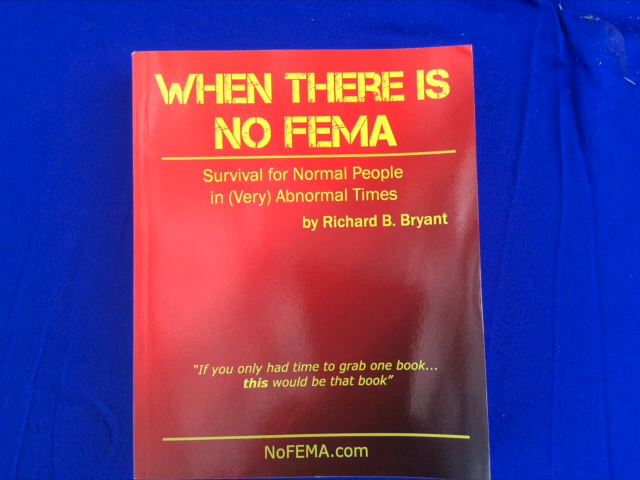 WHEN THERE IS
NO FEMA
Survival for Normal People
in (Very) Abnormal Times
by Richard B. Bryant
"If you only had time to grab one book...
this would be that book"
NoFEMA.com